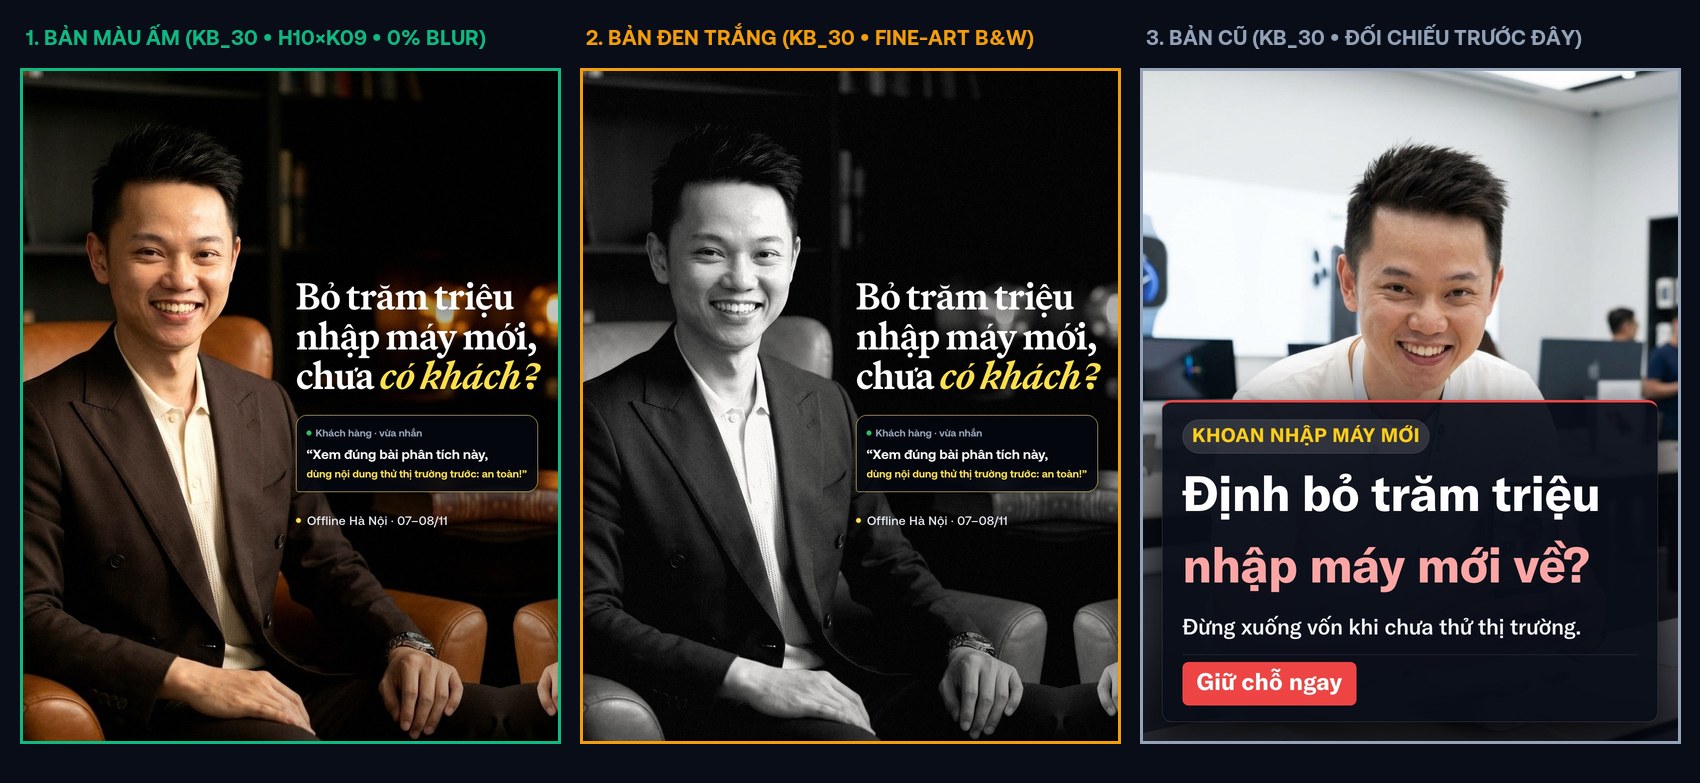 1. BẢN MÀU ẤM (KB_30 • H10×K09 • 0% BLUR)
Bỏ trăm triệu
nhập máy mới,
chưa có khách?
Khách hàng · vừa nhắn
“Xem đúng bài phân tích này,
dùng nội dung thử thị trường trước: an toàn!”
Offline Hà Nội · 07–08/11
2. BẢN ĐEN TRẮNG (KB_30 • FINE-ART B&W)
Bỏ trăm triệu
nhập máy mới,
chưa có khách?
Khách hàng · vừa nhắn
“Xem đúng bài phân tích này,
dùng nội dung thử thị trường trước: an toàn!”
Offline Hà Nội · 07–08/11
3. BẢN CŨ (KB_30 • ĐỐI CHIẾU TRƯỚC ĐÂY)
KHOAN NHẬP MÁY MỚI
Định bỏ trăm triệu
nhập máy mới về?
Đừng xuống vốn khi chưa thử thị trường.
Giữ chỗ ngay